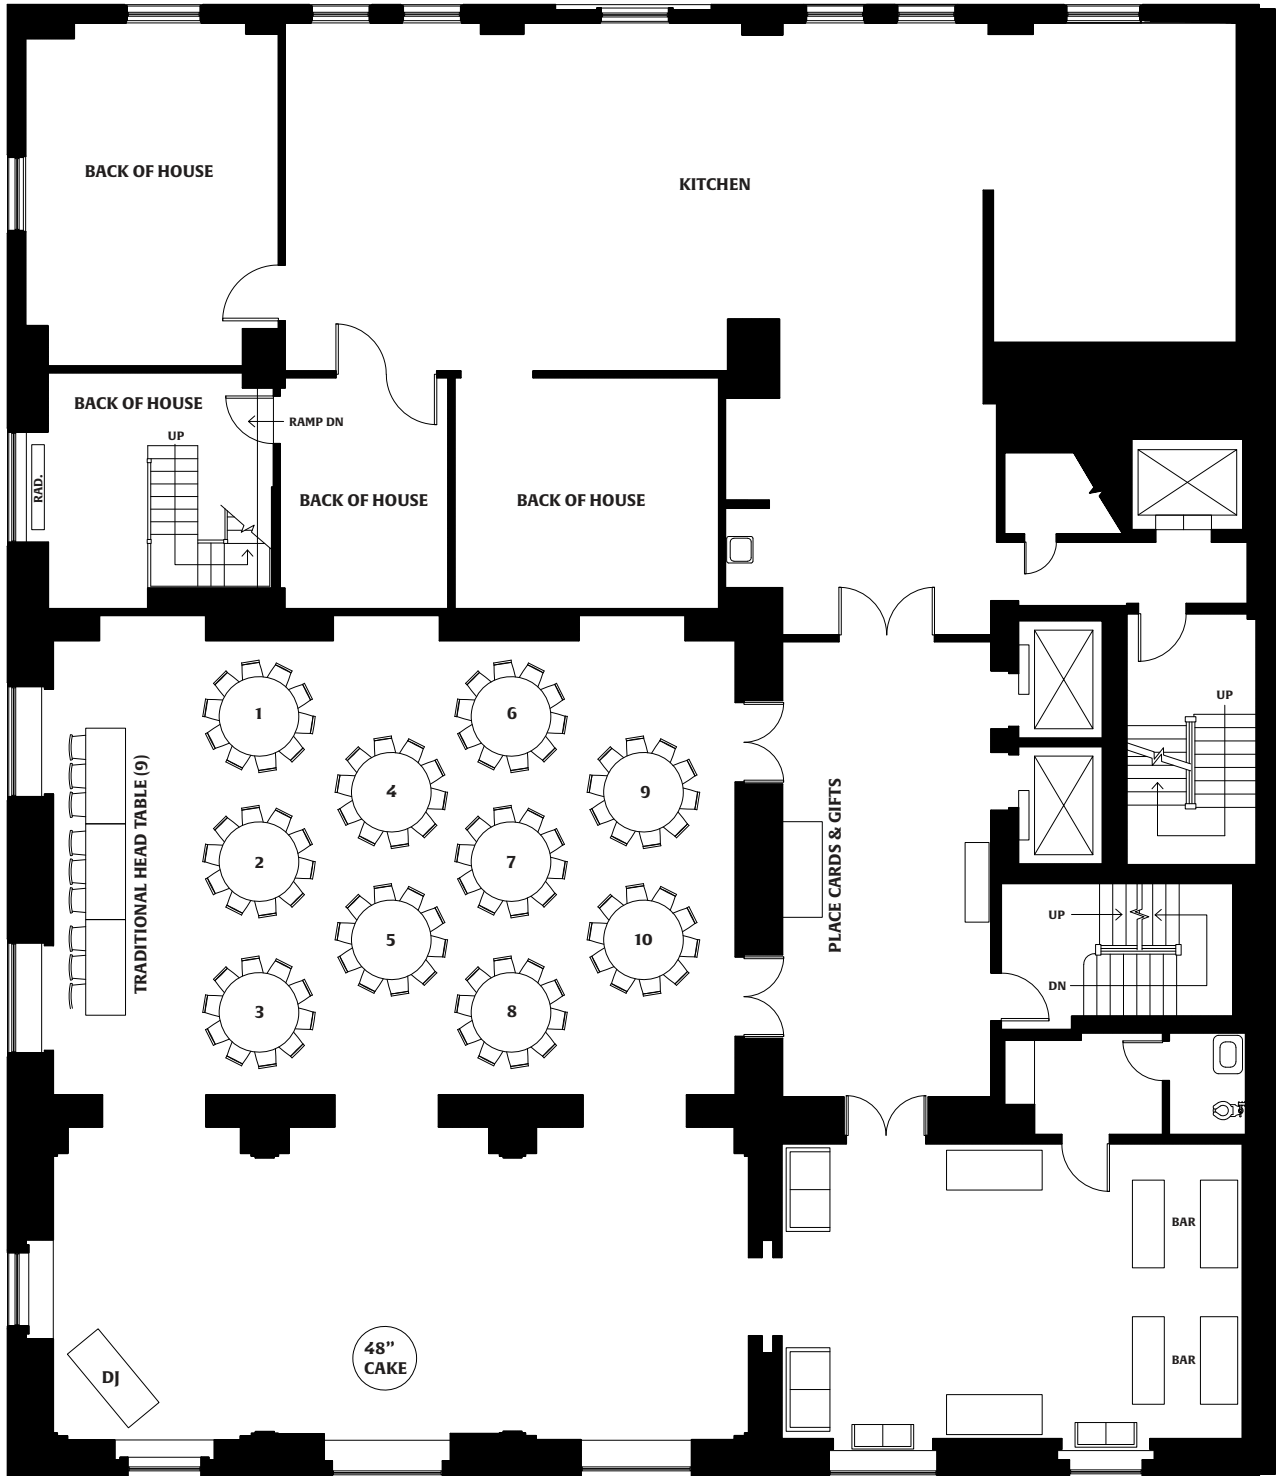 BACK OF HOUSE
KITCHEN
BACK OF HOUSE
RAMP DN
UP
RAD.
BACK OF HOUSE
BACK OF HOUSE
1
6
UP
4
9
TRADITIONAL HEAD TABLE (9)
PLACE CARDS & GIFTS
2
7
5
10
UP
DN
3
8
BAR
48”
CAKE
BAR
DJ